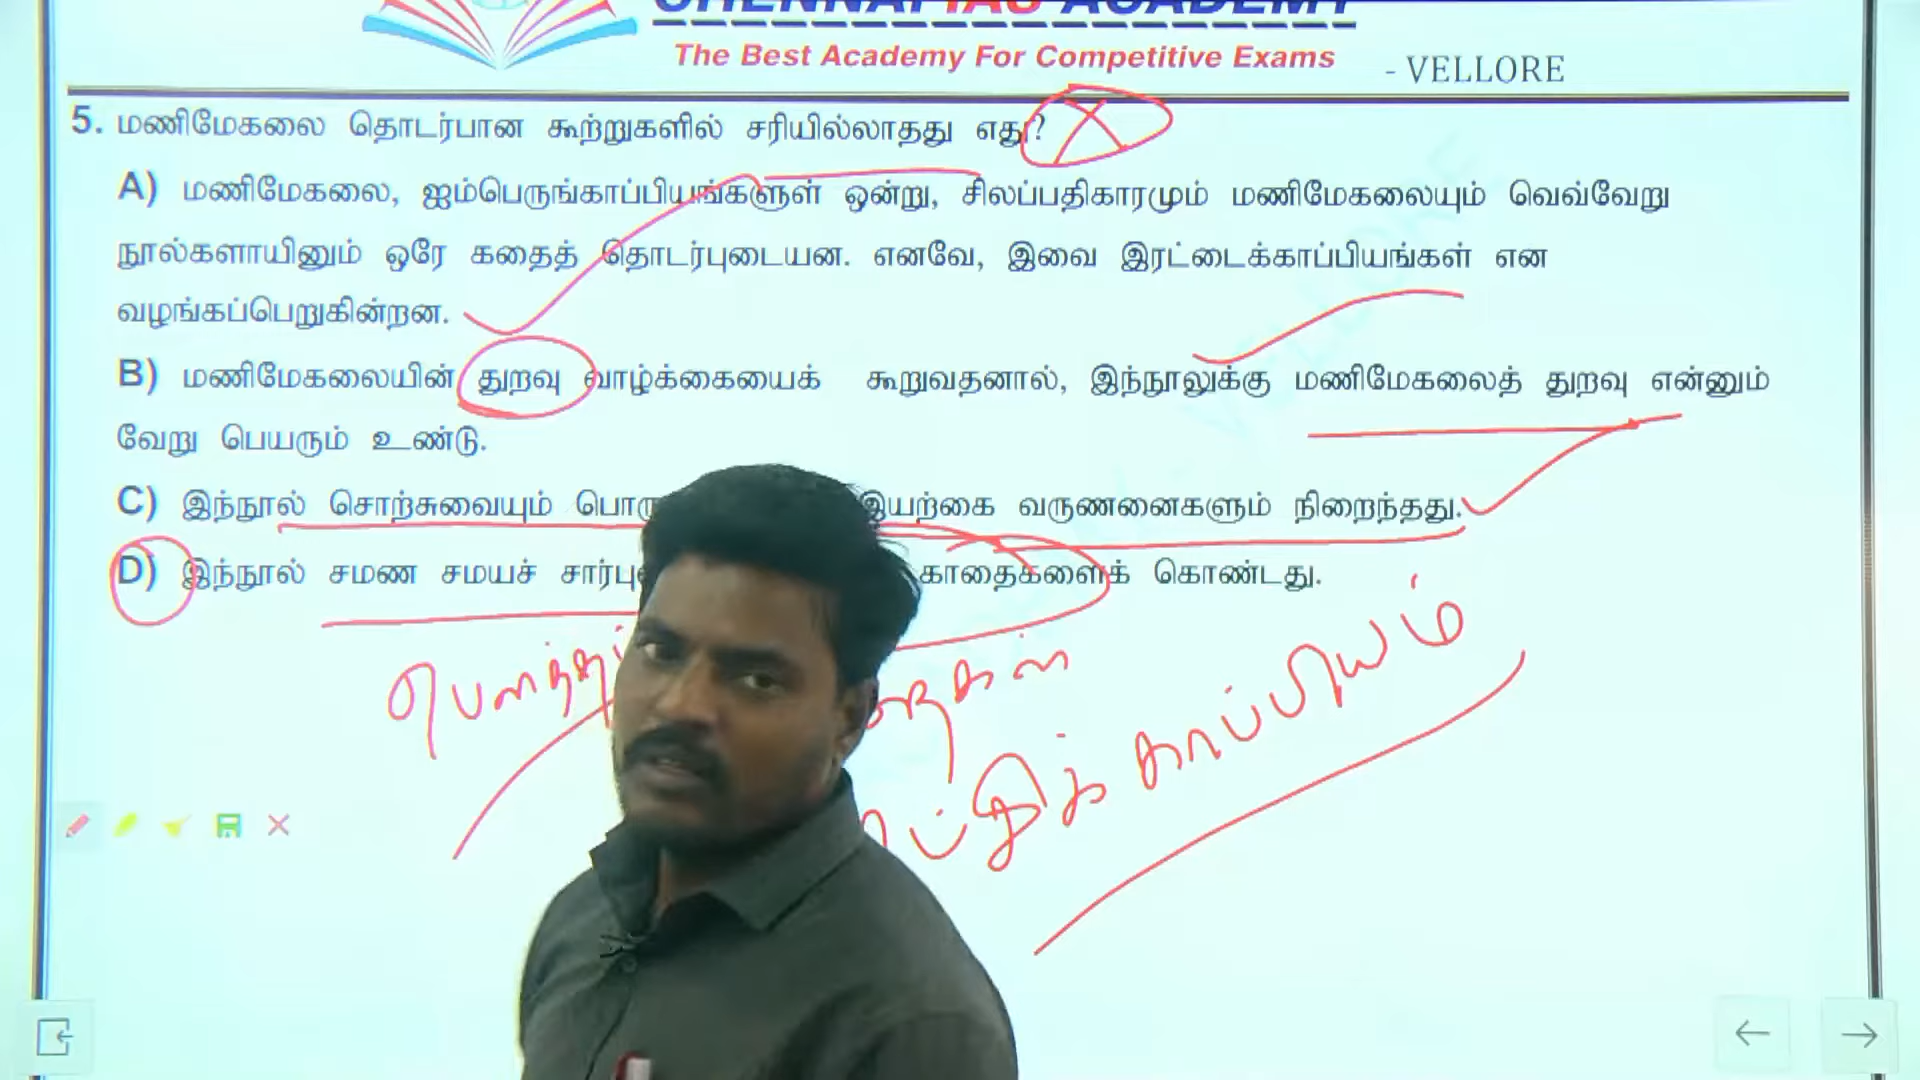 CHENNAI IAS ACADEMY
The Best Academy For Competitive Exams
- VELLORE
5. மணிமேகலை தொடர்பான கூற்றுகளில் சரியில்லாதது எது?
A) மணிமேகலை, ஐம்பெருங்காப்பியங்களுள் ஒன்று, சிலப்பதிகாரமும் மணிமேகலையும் வெவ்வேறு
நூல்களாயினும் ஒரே கதைத் தொடர்புடையன. எனவே, இவை இரட்டைக்காப்பியங்கள் என
வழங்கப்பெறுகின்றன.
B) மணிமேகலையின் துறவு வாழ்க்கையைக் கூறுவதனால், இந்நூலுக்கு மணிமேகலைத் துறவு என்னும்
வேறு பெயரும் உண்டு.
C) இந்நூல் சொற்சுவையும் இயற்கை வருணனைகளும் நிறைந்தது.
D) இந்நூல் சமண சமயச் காதைகளைக் கொண்டது.
காப்பியம்